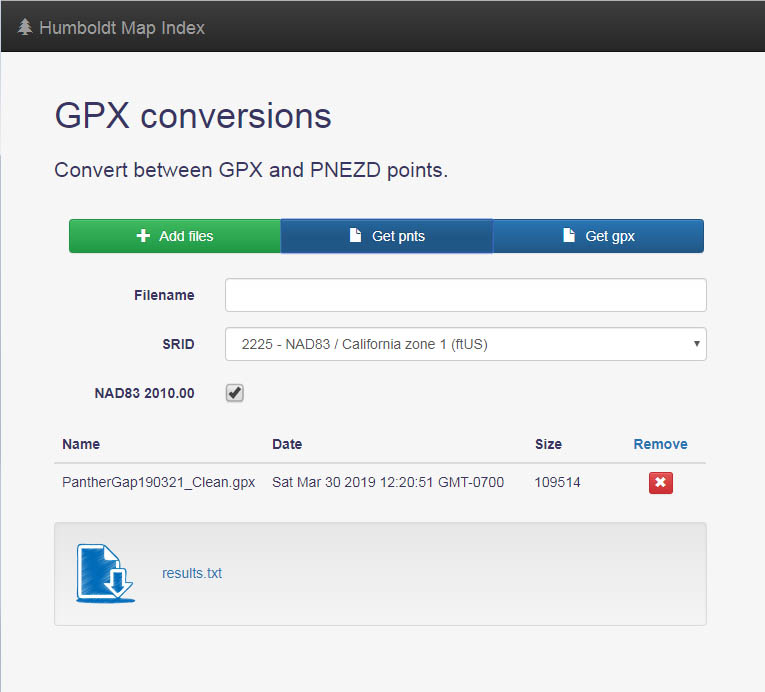 Humboldt Map Index
GPX conversions
Convert between GPX and PNEZD points.
Add files Get pnts Get gpx
Filename
SRID 2225 - NAD83 / California zone 1 (ftUS)
NAD83 2010.00
Name Date Size Remove
PantherGap190321_Clean.gpx Sat Mar 30 2019 12:20:51 GMT-0700 109514
results.txt